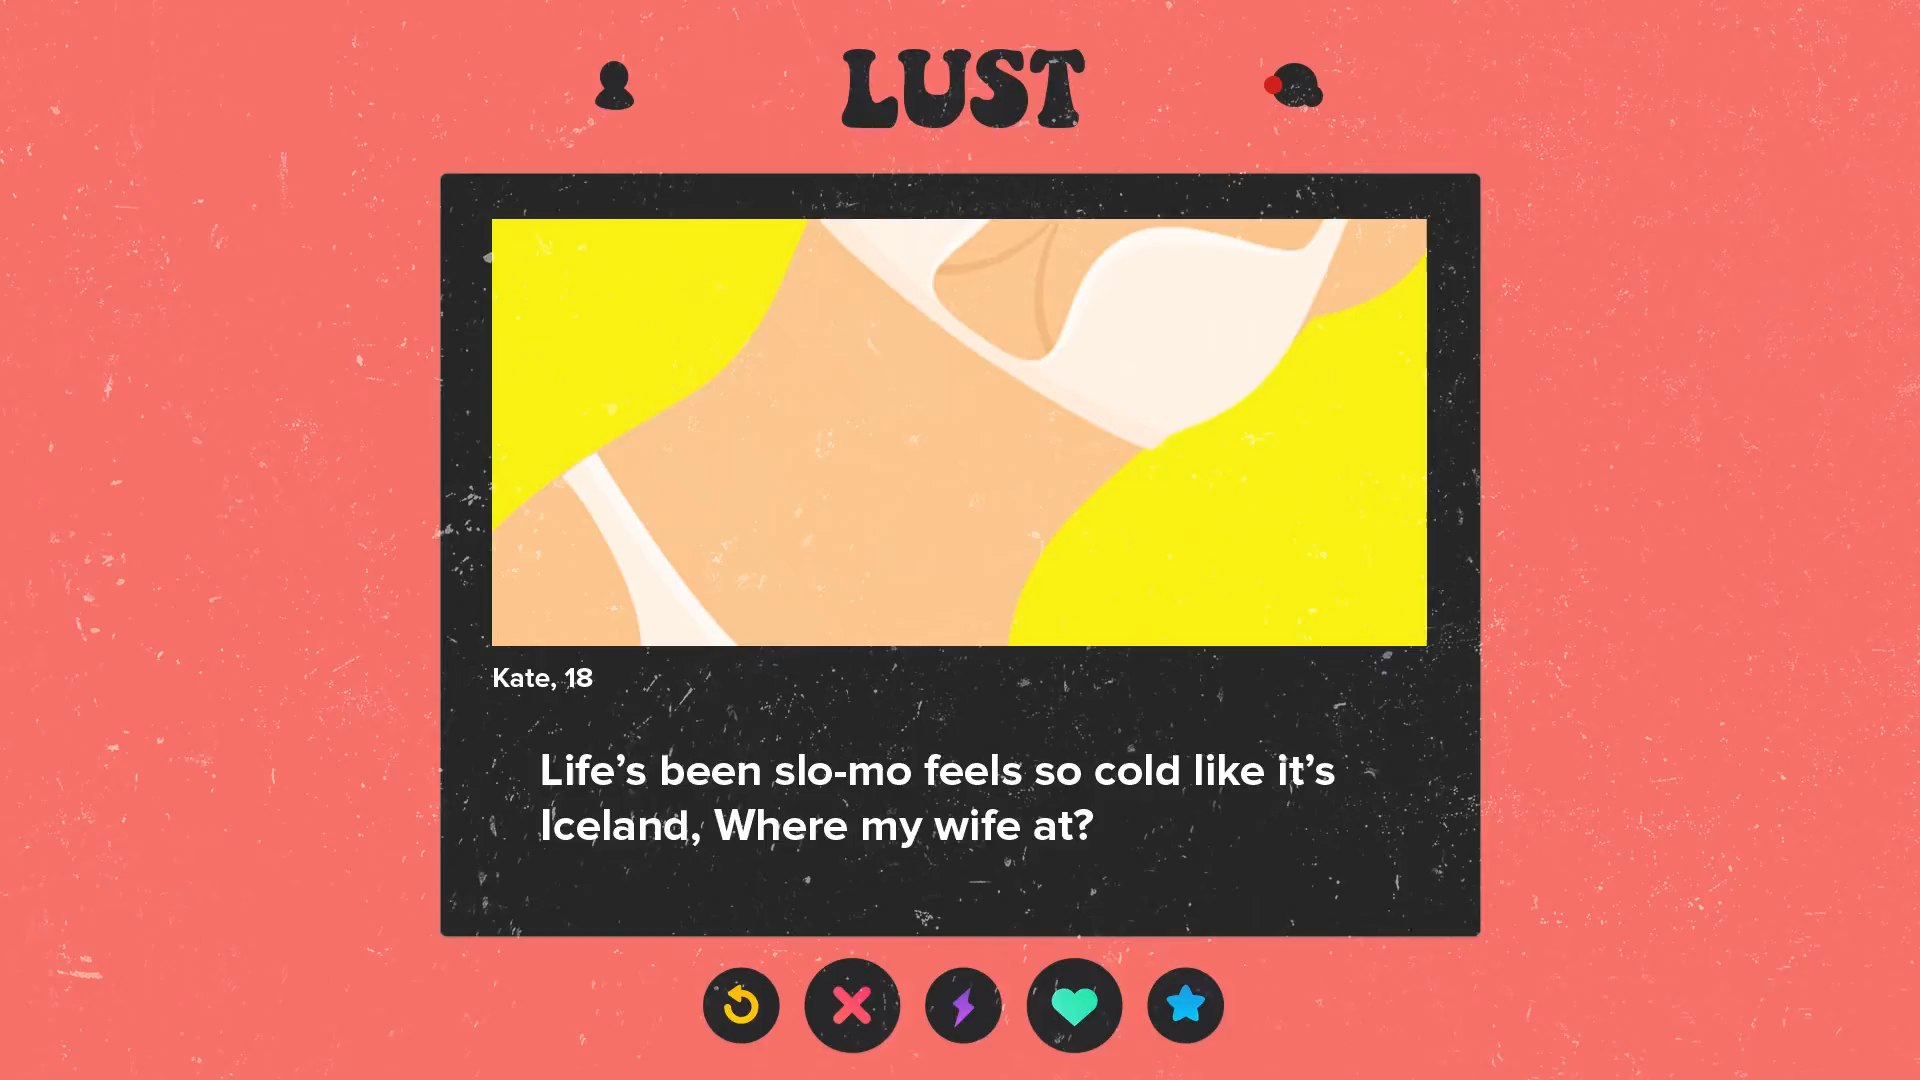 LUST
Kate, 18
Life’s been slo-mo feels so cold like it’s
Iceland, Where my wife at?